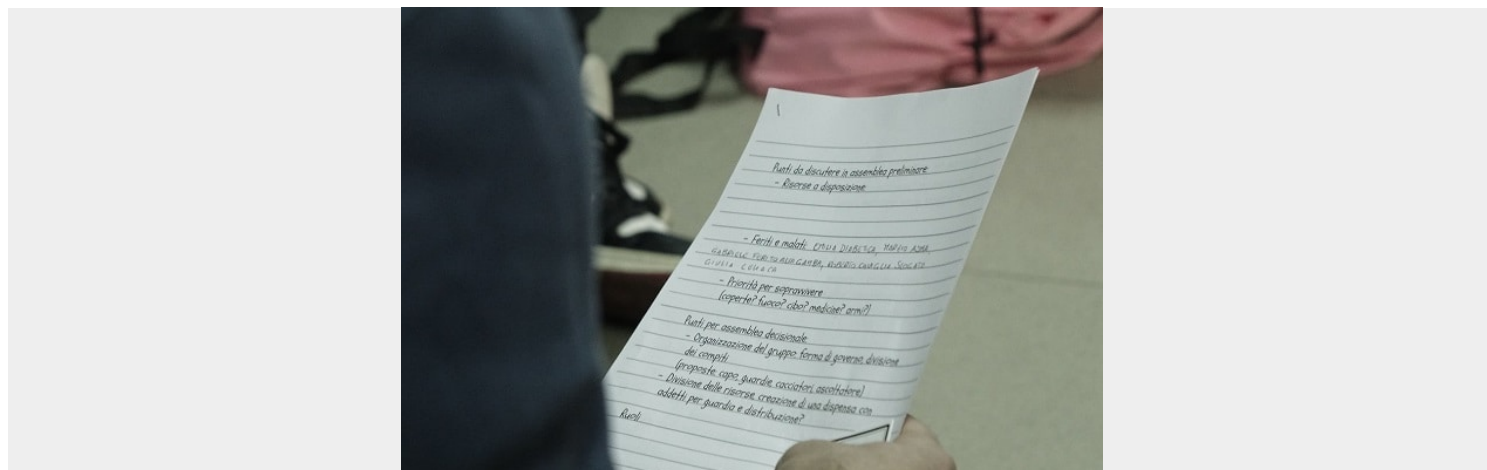 Punti da discutere in assemblea preliminare
- Risorse a disposizione
- Feriti e malati: EMILIA DIABETICA, MARCO ASMA,
GABRIELE FERITO ALLA GAMBA, ROBERTO CAVIGLIA SLOGATA
GIULIA CELIACA
- Priorità per sopravvivere
(coperte? fuoco? cibo? medicine? armi?)
Punti per assemblea decisionale
- Organizzazione del gruppo: forma di governo, divisione
dei compiti
(proposte: capo, guardie, cacciatori, ascoltatore)
- Divisione delle risorse: creazione di una dispensa con
addetti per guardia e distribuzione?
Ruoli